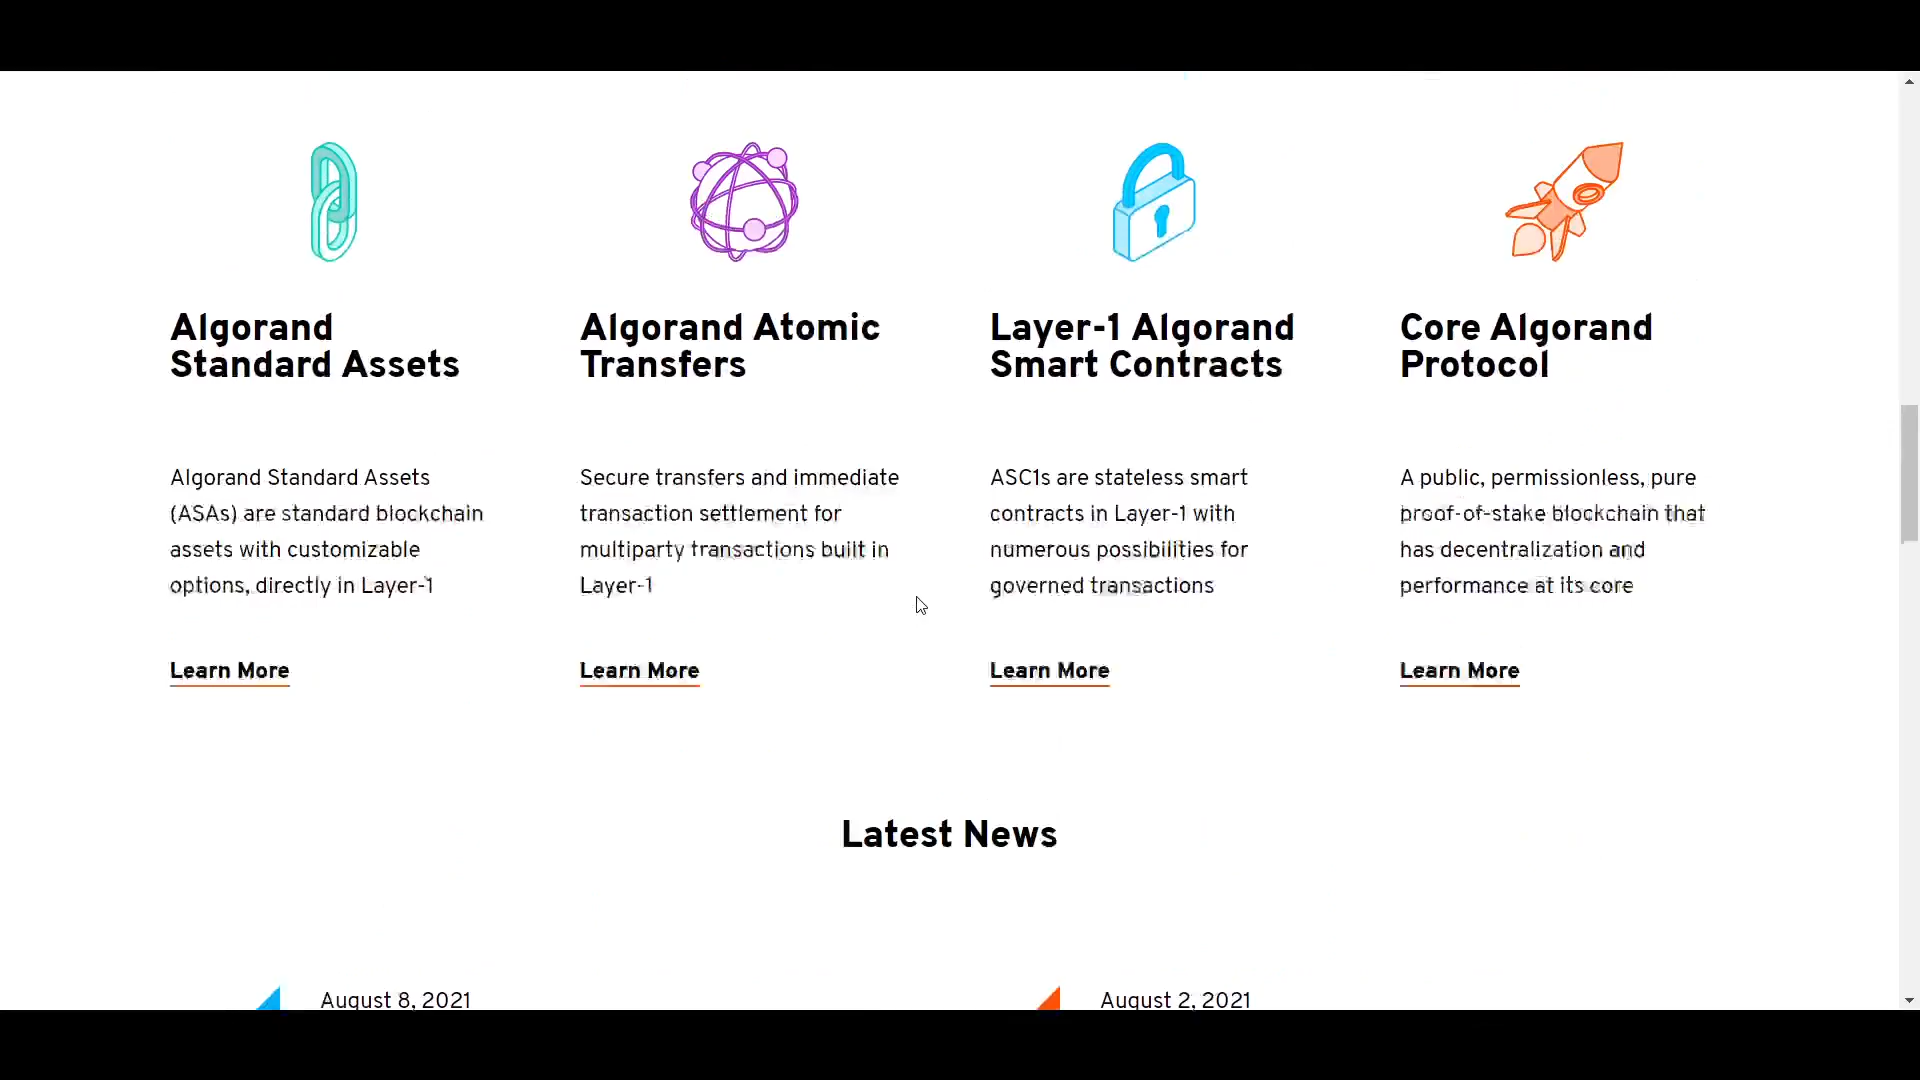 Algorand
Standard Assets
Algorand Standard Assets
(ASAs) are standard blockchain
assets with customizable
options, directly in Layer-1
Learn More
Algorand Atomic
Transfers
Secure transfers and immediate
transaction settlement for
multiparty transactions built in
Layer-1
Learn More
Layer-1 Algorand
Smart Contracts
ASC1s are stateless smart
contracts in Layer-1 with
numerous possibilities for
governed transactions
Learn More
Core Algorand
Protocol
A public, permissionless, pure
proof-of-stake blockchain that
has decentralization and
performance at its core
Learn More
Latest News
August 8, 2021
August 2, 2021